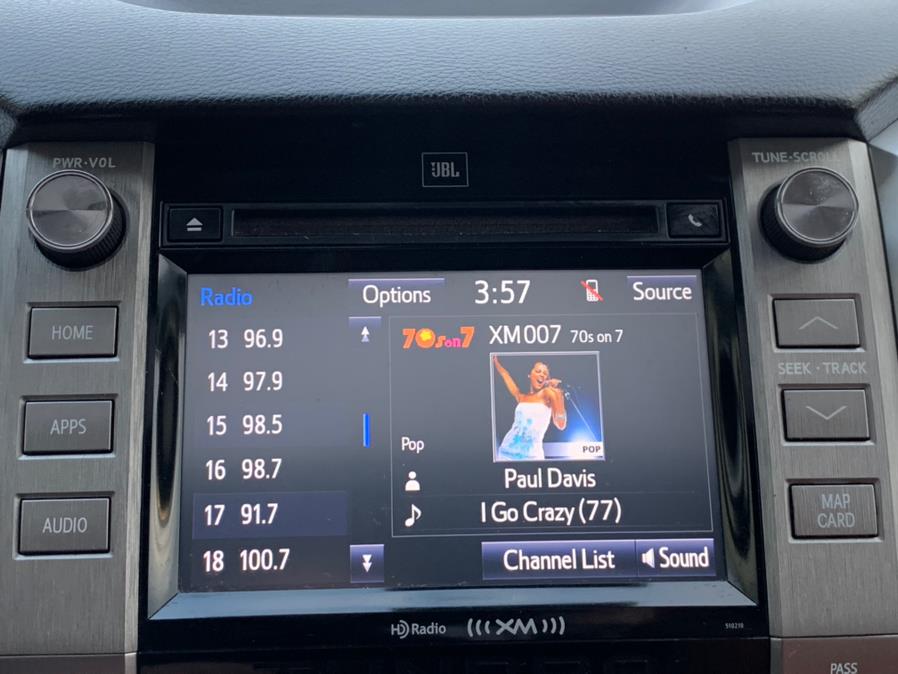 PWR·VOL
JBL
TUNE·SCROLL
HOME
APPS
AUDIO
Radio
Options
3:57
Source
13 96.9
14 97.9
15 98.5
16 98.7
17 91.7
18 100.7
70s on 7
XM007 70s on 7
POP
Pop
Paul Davis
I Go Crazy (77)
Channel List
Sound
SEEK·TRACK
MAP CARD
HD Radio
(((XM)))
510210
PASS